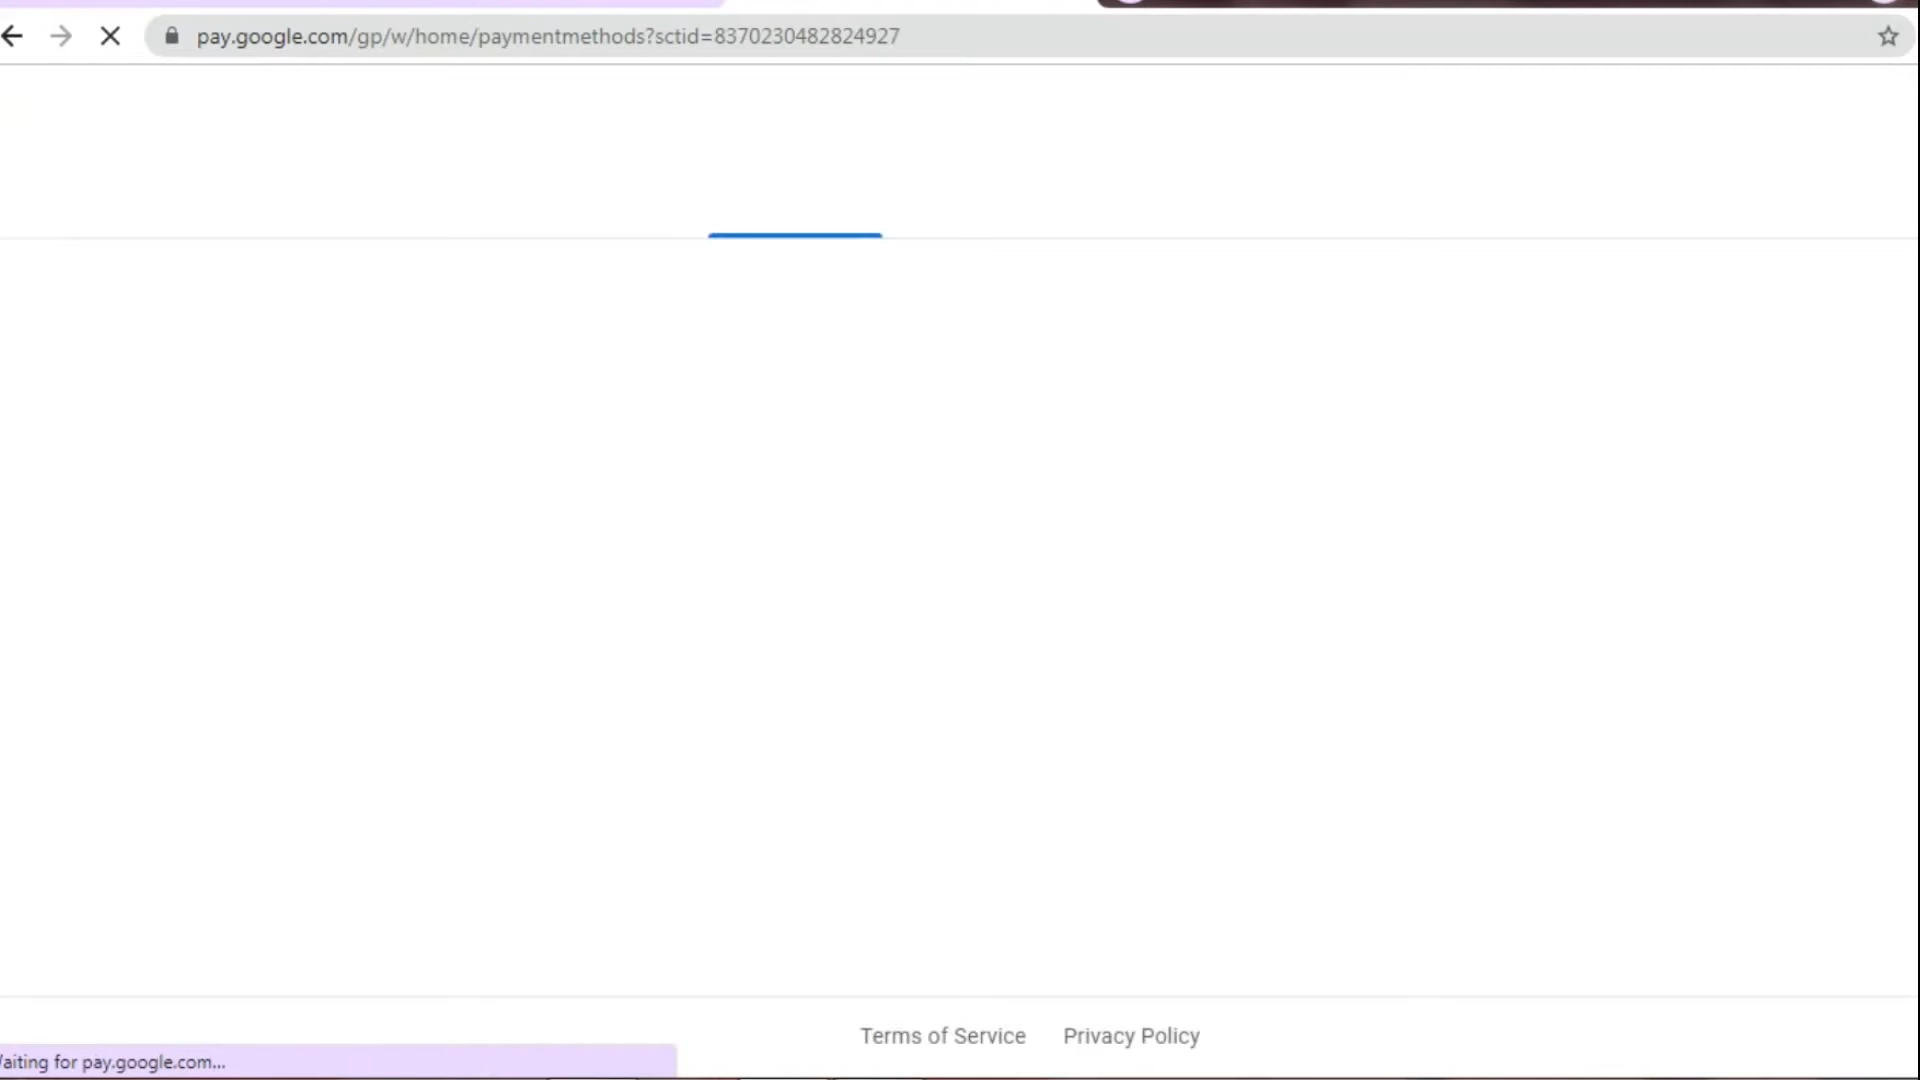 pay.google.com/gp/w/home/paymentmethods?sctid=8370230482824927
Terms of Service Privacy Policy
aiting for pay.google.com...